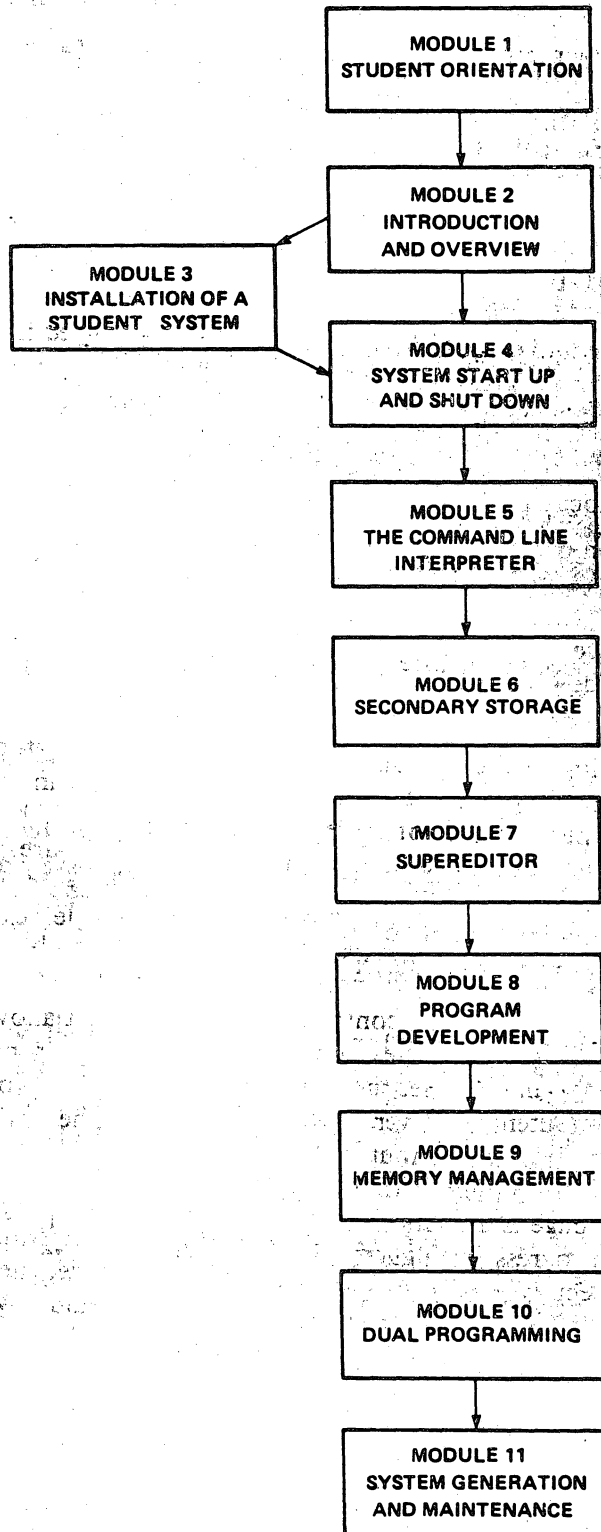 MODULE 1
STUDENT ORIENTATION
MODULE 2
INTRODUCTION
AND OVERVIEW
MODULE 3
INSTALLATION OF A
STUDENT SYSTEM
MODULE 4
SYSTEM START UP
AND SHUT DOWN
MODULE 5
THE COMMAND LINE
INTERPRETER
MODULE 6
SECONDARY STORAGE
MODULE 7
SUPEREDITOR
MODULE 8
PROGRAM
DEVELOPMENT
MODULE 9
MEMORY MANAGEMENT
MODULE 10
DUAL PROGRAMMING
MODULE 11
SYSTEM GENERATION
AND MAINTENANCE